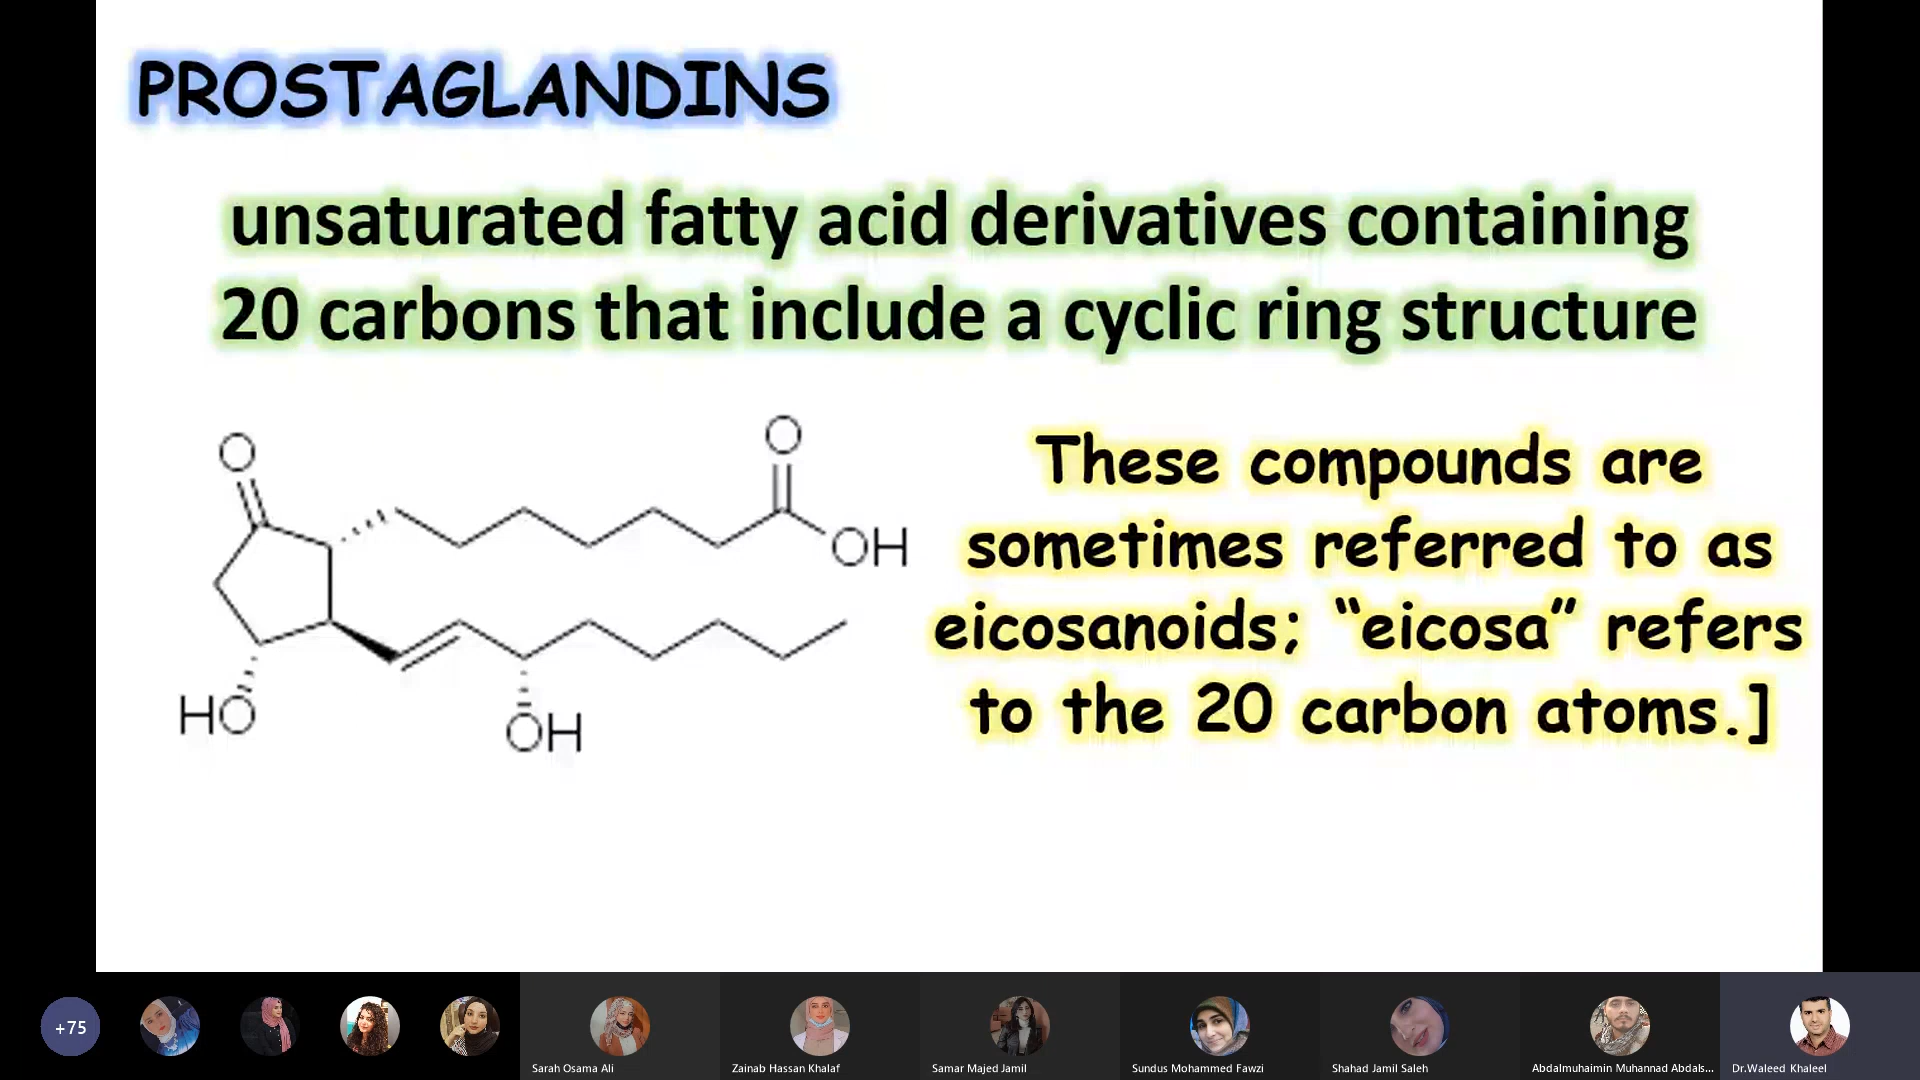 PROSTAGLANDINS
unsaturated fatty acid derivatives containing
20 carbons that include a cyclic ring structure
O
O
OH
HO
OH
These compounds are
sometimes referred to as
eicosanoids; “eicosa” refers
to the 20 carbon atoms.]
+75
Sarah Osama Ali
Zainab Hassan Khalaf
Samar Majed Jamil
Sundus Mohammed Fawzi
Shahad Jamil Saleh
Abdalmuhaimin Muhannad Abdals...
Dr.Waleed Khaleel